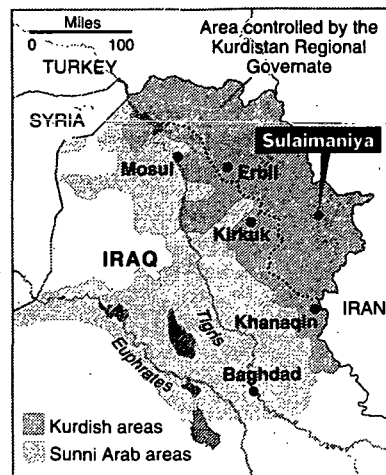 Miles
0 100
Area controlled by the
Kurdistan Regional
Governate
TURKEY
SYRIA
Sulaimaniya
Mosul
Erbil
Kirkuk
IRAQ
IRAN
Khanaqin
Tigris
Euphrates
Baghdad
Kurdish areas
Sunni Arab areas